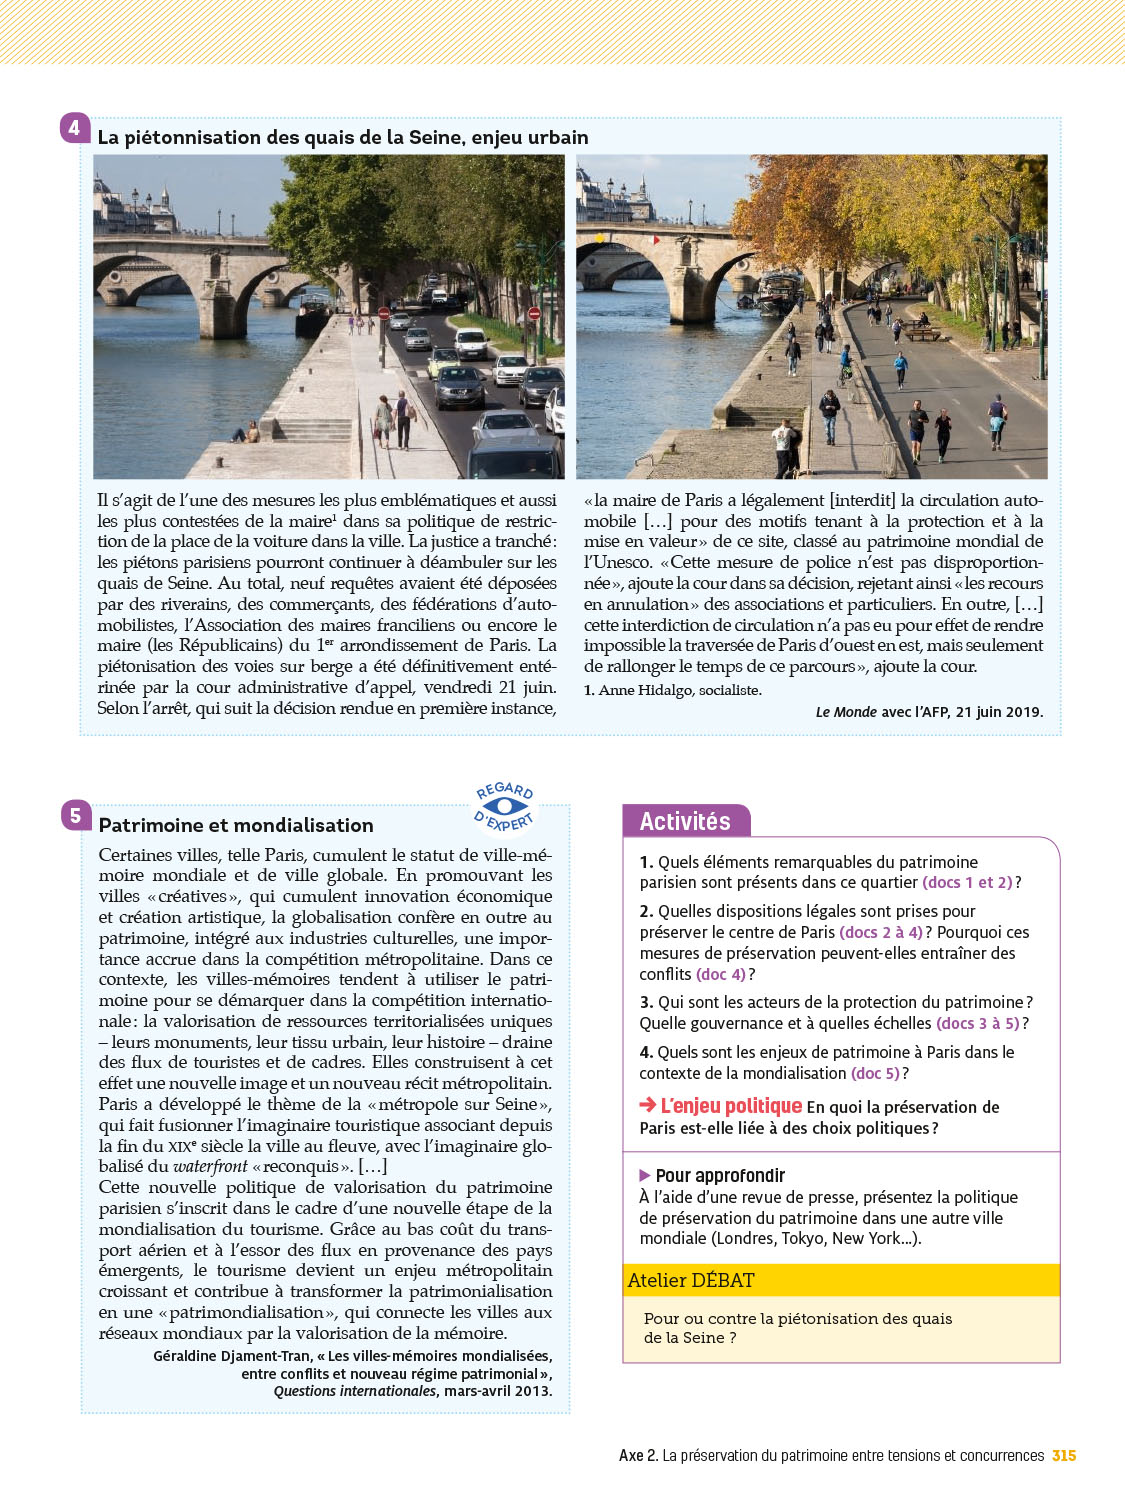 4
La piétonnisation des quais de la Seine, enjeu urbain
Il s’agit de l’une des mesures les plus emblématiques et aussi
les plus contestées de la maire¹ dans sa politique de restric-
tion de la place de la voiture dans la ville. La justice a tranché :
les piétons parisiens pourront continuer à déambuler sur les
quais de Seine. Au total, neuf requêtes avaient été déposées
par des riverains, des commerçants, des fédérations d’auto-
mobilistes, l’Association des maires franciliens ou encore le
maire (les Républicains) du 1er arrondissement de Paris. La
piétonisation des voies sur berge a été définitivement enté-
rinée par la cour administrative d’appel, vendredi 21 juin.
Selon l’arrêt, qui suit la décision rendue en première instance,
« la maire de Paris a légalement [interdit] la circulation auto-
mobile […] pour des motifs tenant à la protection et à la
mise en valeur » de ce site, classé au patrimoine mondial de
l’Unesco. « Cette mesure de police n’est pas disproportion-
née », ajoute la cour dans sa décision, rejetant ainsi « les recours
en annulation » des associations et particuliers. En outre, […]
cette interdiction de circulation n’a pas eu pour effet de rendre
impossible la traversée de Paris d’ouest en est, mais seulement
de rallonger le temps de ce parcours », ajoute la cour.
1. Anne Hidalgo, socialiste.
Le Monde avec l’AFP, 21 juin 2019.
REGARD D’EXPERT
5
Patrimoine et mondialisation
Certaines villes, telle Paris, cumulent le statut de ville-mé-
moire mondiale et de ville globale. En promouvant les
villes « créatives », qui cumulent innovation économique
et création artistique, la globalisation confère en outre au
patrimoine, intégré aux industries culturelles, une impor-
tance accrue dans la compétition métropolitaine. Dans ce
contexte, les villes-mémoires tendent à utiliser le patri-
moine pour se démarquer dans la compétition internatio-
nale : la valorisation de ressources territorialisées uniques
– leurs monuments, leur tissu urbain, leur histoire – draine
des flux de touristes et de cadres. Elles construisent à cet
effet une nouvelle image et un nouveau récit métropolitain.
Paris a développé le thème de la « métropole sur Seine »,
qui fait fusionner l’imaginaire touristique associant depuis
la fin du XIXe siècle la ville au fleuve, avec l’imaginaire glo-
balisé du waterfront « reconquis ». […]
Cette nouvelle politique de valorisation du patrimoine
parisien s’inscrit dans le cadre d’une nouvelle étape de la
mondialisation du tourisme. Grâce au bas coût du trans-
port aérien et à l’essor des flux en provenance des pays
émergents, le tourisme devient un enjeu métropolitain
croissant et contribue à transformer la patrimonialisation
en une « patrimondialisation », qui connecte les villes aux
réseaux mondiaux par la valorisation de la mémoire.
Géraldine Djament-Tran, « Les villes-mémoires mondialisées,
entre conflits et nouveau régime patrimonial »,
Questions internationales, mars-avril 2013.
Activités
1. Quels éléments remarquables du patrimoine
parisien sont présents dans ce quartier (docs 1 et 2) ?
2. Quelles dispositions légales sont prises pour
préserver le centre de Paris (docs 2 à 4) ? Pourquoi ces
mesures de préservation peuvent-elles entraîner des
conflits (doc 4) ?
3. Qui sont les acteurs de la protection du patrimoine ?
Quelle gouvernance et à quelles échelles (docs 3 à 5) ?
4. Quels sont les enjeux de patrimoine à Paris dans le
contexte de la mondialisation (doc 5) ?
→ L’enjeu politique En quoi la préservation de
Paris est-elle liée à des choix politiques ?
▶ Pour approfondir
À l’aide d’une revue de presse, présentez la politique
de préservation du patrimoine dans une autre ville
mondiale (Londres, Tokyo, New York…).
Atelier DÉBAT
Pour ou contre la piétonisation des quais
de la Seine ?
Axe 2. La préservation du patrimoine entre tensions et concurrences 315